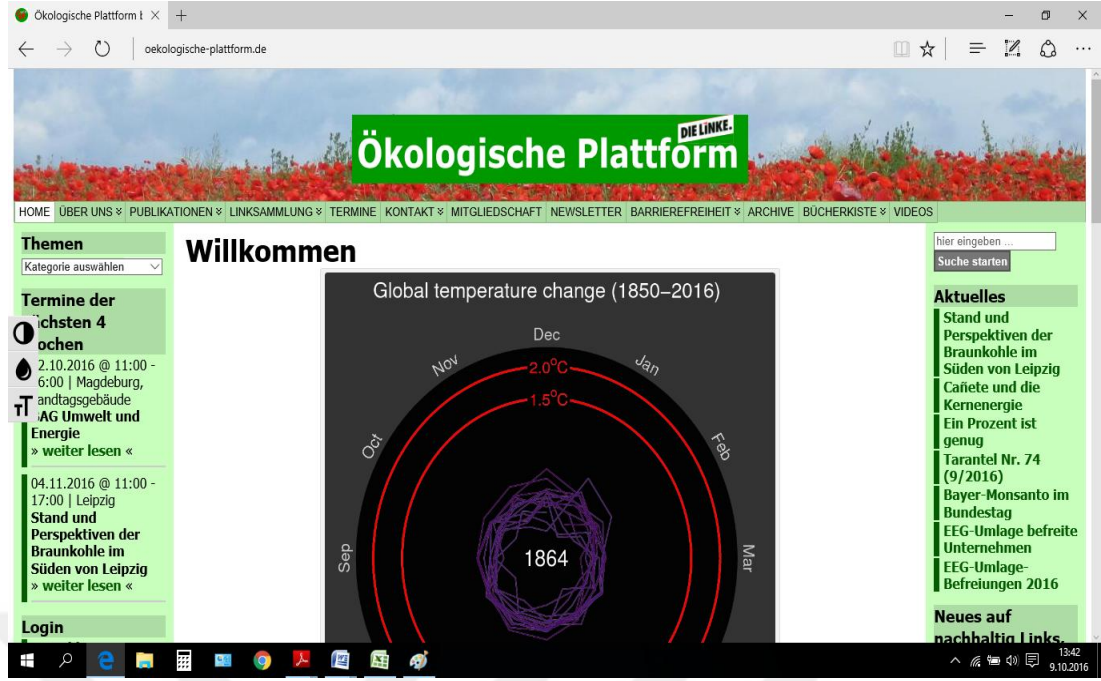 Ökologische Plattform b
oekologische-plattform.de
Ökologische Plattform
DIE LINKE.
HOME ÜBER UNS PUBLIKATIONEN LINKSAMMLUNG TERMINE KONTAKT MITGLIEDSCHAFT NEWSLETTER BARRIEREFREIHEIT ARCHIVE BÜCHERKISTE VIDEOS
Themen
Kategorie auswählen
Termine der
nächsten 4
Wochen
2.10.2016 @ 11:00 -
6:00 | Magdeburg,
Landtagsgebäude
BAG Umwelt und
Energie
» weiter lesen «
04.11.2016 @ 11:00 -
17:00 | Leipzig
Stand und
Perspektiven der
Braunkohle im
Süden von Leipzig
» weiter lesen «
Login
Willkommen
Global temperature change (1850–2016)
Dec
Nov
Jan
2.0°C
1.5°C
Oct
Feb
Sep
1864
Mar
hier eingeben ...
Suche starten
Aktuelles
Stand und
Perspektiven der
Braunkohle im
Süden von Leipzig
Cañete und die
Kernenergie
Ein Prozent ist
genug
Tarantel Nr. 74
(9/2016)
Bayer-Monsanto im
Bundestag
EEG-Umlage befreite
Unternehmen
EEG-Umlage-
Befreiungen 2016
Neues auf
nachhaltig Links.
13:42
9.10.2016